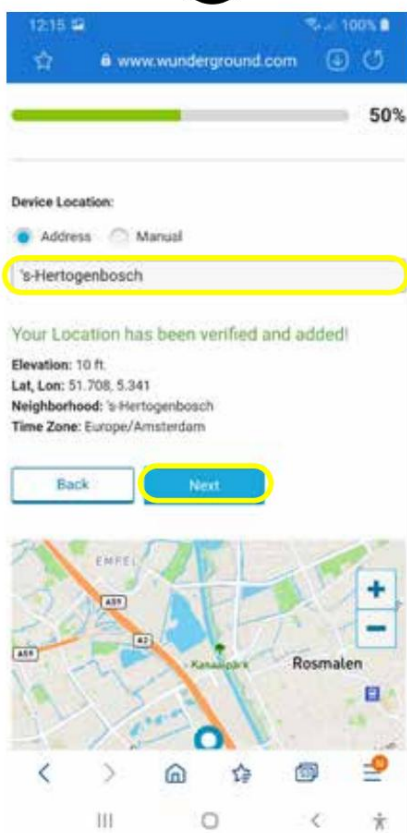 12:15 100%
www.wunderground.com
50%
Device Location:
Address Manual
's-Hertogenbosch
Your Location has been verified and added!
Elevation: 10 ft.
Lat, Lon: 51.708, 5.341
Neighborhood: 's-Hertogenbosch
Time Zone: Europe/Amsterdam
Back Next
EMPEL
A59
+
A2
−
A59
Kanaalpark
Rosmalen
N